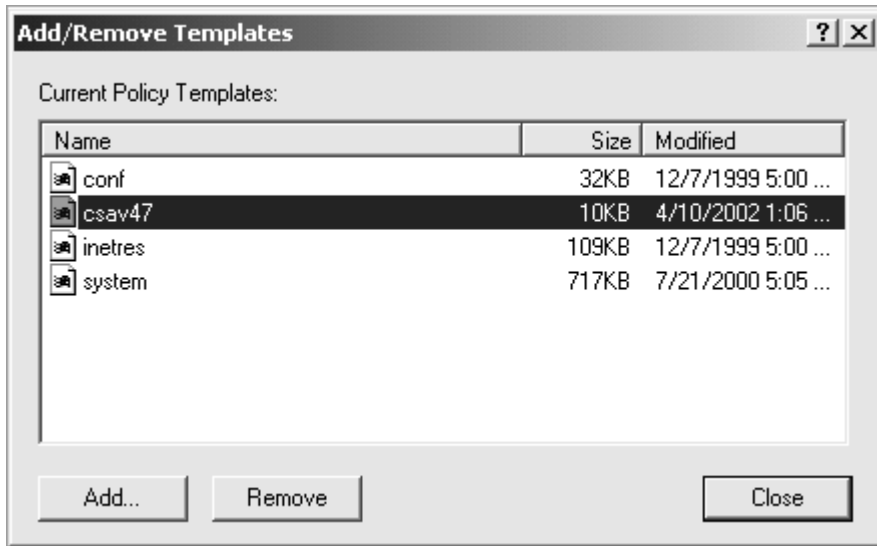 Add/Remove Templates
Current Policy Templates:
Name Size Modified
conf 32KB 12/7/1999 5:00 ...
csav47 10KB 4/10/2002 1:06 ...
inetres 109KB 12/7/1999 5:00 ...
system 717KB 7/21/2000 5:05 ...
Add... Remove Close